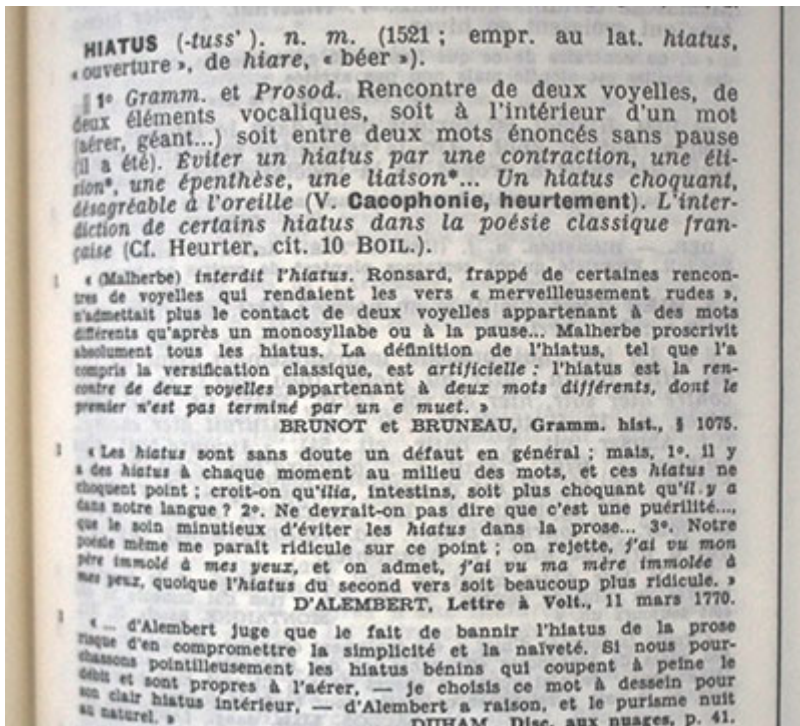 HIATUS (-tuss'). n. m. (1521 ; empr. au lat. hiatus,
« ouverture », de hiare, « béer »).
|| 1º Gramm. et Prosod. Rencontre de deux voyelles, de
deux éléments vocaliques, soit à l'intérieur d'un mot
(aérer, géant...) soit entre deux mots énoncés sans pause
(il a été). Éviter un hiatus par une contraction, une éli-
sion*, une épenthèse, une liaison*... Un hiatus choquant,
désagréable à l'oreille (V. Cacophonie, heurtement). L'inter-
diction de certains hiatus dans la poésie classique fran-
çaise (Cf. Heurter, cit. 10 BOIL.).
1 « (Malherbe) interdit l'hiatus. Ronsard, frappé de certaines rencon-
tres de voyelles qui rendaient les vers « merveilleusement rudes »,
n'admettait plus le contact de deux voyelles appartenant à des mots
différents qu'après un monosyllabe ou à la pause... Malherbe proscrivit
absolument tous les hiatus. La définition de l'hiatus, tel que l'a
compris la versification classique, est artificielle : l'hiatus est la ren-
contre de deux voyelles appartenant à deux mots différents, dont le
premier n'est pas terminé par un e muet. »
BRUNOT et BRUNEAU, Gramm. hist., § 1075.
« Les hiatus sont sans doute un défaut en général ; mais, 1º. il y
a des hiatus à chaque moment au milieu des mots, et ces hiatus ne
choquent point ; croit-on qu'ilia, intestins, soit plus choquant qu'il y a
dans notre langue ? 2º. Ne devrait-on pas dire que c'est une puérilité...,
que le soin minutieux d'éviter les hiatus dans la prose... 3º. Notre
poésie même me paraît ridicule sur ce point ; on rejette, j'ai vu mon
père immolé à mes yeux, et on admet, j'ai vu ma mère immolée à
mes yeux, quoique l'hiatus du second vers soit beaucoup plus ridicule. »
D'ALEMBERT, Lettre à Volt., 11 mars 1770.
« ... d'Alembert juge que le fait de bannir l'hiatus de la prose
risque d'en compromettre la simplicité et la naïveté. Si nous pour-
chassons pointilleusement les hiatus bénins qui coupent à peine le
débit et sont propres à l'aérer, — je choisis ce mot à dessein pour
son clair hiatus intérieur, — d'Alembert a raison, et le purisme nuit
au naturel. »
DUHAM. Disc. aux nuages, p. 41.